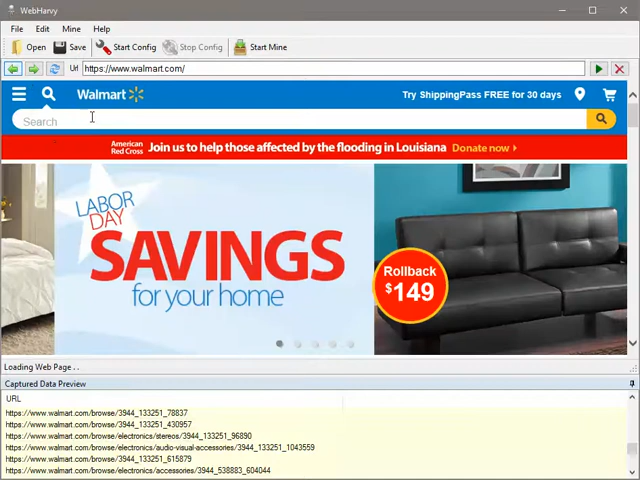 WebHarvy
File Edit Mine Help
Open Save Start Config Stop Config Start Mine
Url https://www.walmart.com/
Walmart Try ShippingPass FREE for 30 days
Search
American Red Cross Join us to help those affected by the flooding in Louisiana Donate now
LABOR
DAY
SAVINGS
for your home
Rollback
$149
Loading Web Page . .
Captured Data Preview
URL
https://www.walmart.com/browse/3944_133251_78837
https://www.walmart.com/browse/3944_133251_430957
https://www.walmart.com/browse/electronics/stereos/3944_133251_96890
https://www.walmart.com/browse/electronics/audio-visual-accessories/3944_133251_1043559
https://www.walmart.com/browse/3944_133251_615879
https://www.walmart.com/browse/electronics/accessories/3944_538883_604044